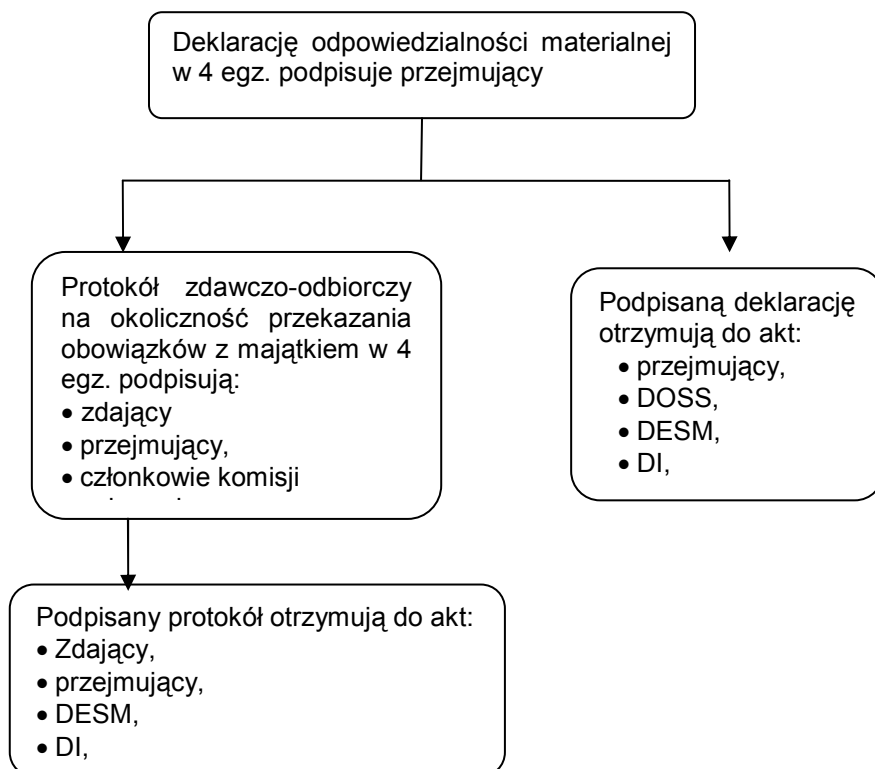 Deklarację odpowiedzialności materialnej
w 4 egz. podpisuje przejmujący
Protokół zdawczo-odbiorczy
na okoliczność przekazania
obowiązków z majątkiem w 4
egz. podpisują:
• zdający
• przejmujący,
• członkowie komisji
Podpisaną deklarację
otrzymują do akt:
• przejmujący,
• DOSS,
• DESM,
• DI,
Podpisany protokół otrzymują do akt:
• Zdający,
• przejmujący,
• DESM,
• DI,